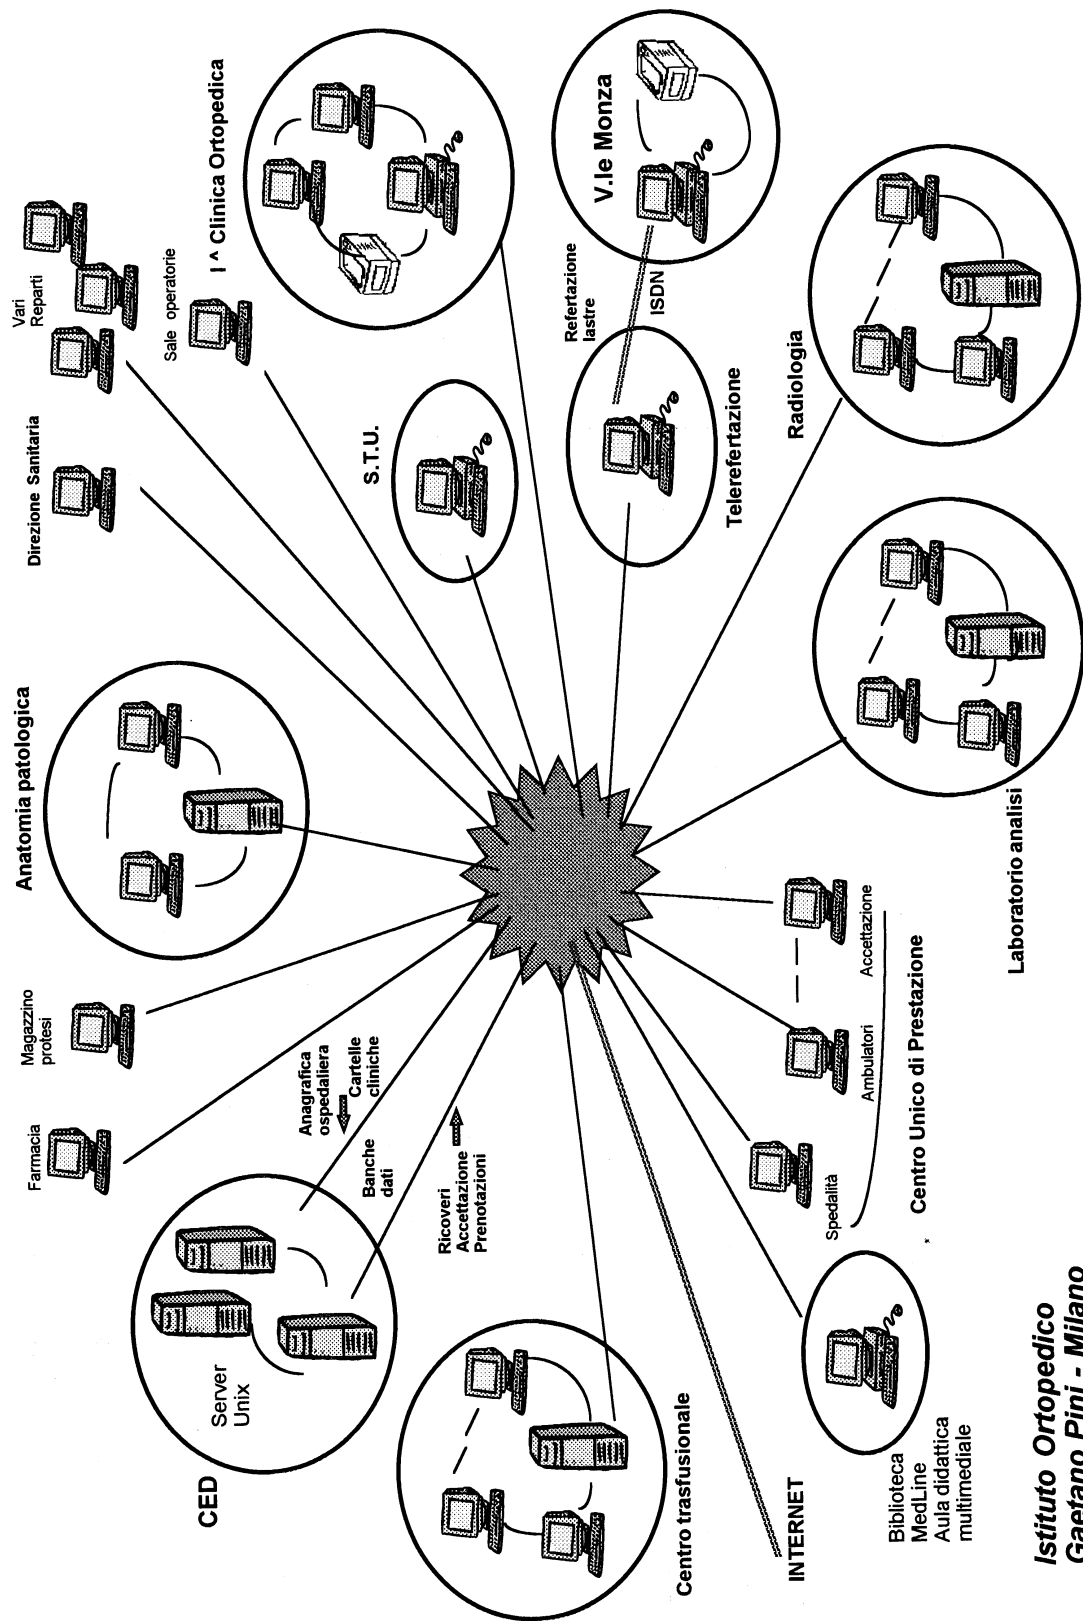 Farmacia
Magazzino
protesi
Anatomia patologica
Direzione Sanitaria
Vari
Reparti
Sale operatorie
I ^ Clinica Ortopedica
CED
Server
Unix
Anagrafica
ospedaliera
Cartelle
cliniche
Banche
dati
Ricoveri
Accettazione
Prenotazioni
S.T.U.
Refertazione
lastre
ISDN
V.le Monza
Telerefertazione
Radiologia
Centro trasfusionale
INTERNET
Biblioteca
MedLine
Aula didattica
multimediale
Spedalità
Ambulatori
Accettazione
Centro Unico di Prestazione
Laboratorio analisi
Istituto Ortopedico
Gaetano Pini - Milano